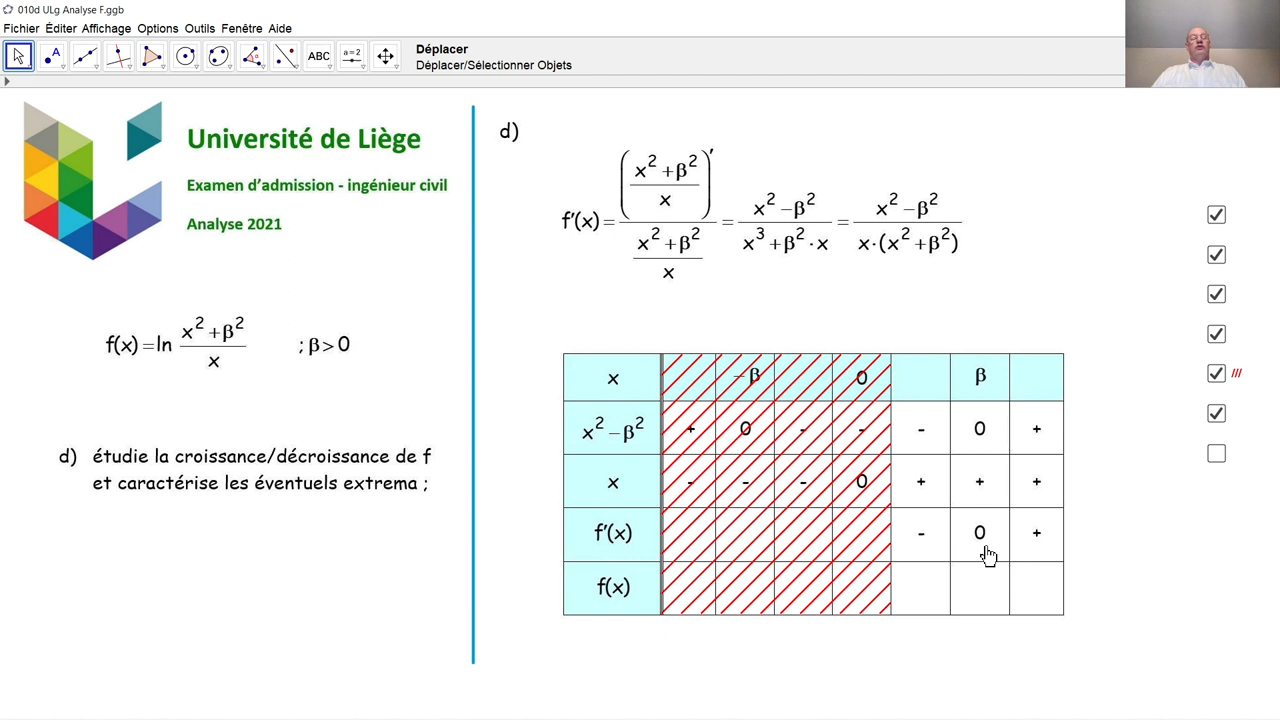 010d ULg Analyse F.ggb
Fichier Éditer Affichage Options Outils Fenêtre Aide
A ABC a=2 Déplacer
Déplacer/Sélectionner Objets
Université de Liège
Examen d'admission - ingénieur civil
Analyse 2021
f(x) = ln (x² + β²)/x ; β > 0
d) étudie la croissance/décroissance de f
et caractérise les éventuels extrema ;
d)
f'(x) = ((x² + β²)/x)' / ((x² + β²)/x) = (x² − β²)/(x³ + β² · x) = (x² − β²)/(x · (x² + β²))
x −β 0 β
x² − β² + 0 - - - 0 +
x - - - 0 + + +
f'(x) - 0 +
f(x)